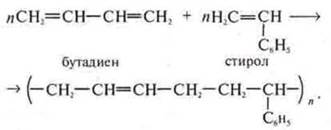 nCH₂=CH—CH=CH₂ + nH₂C=CH ⟶
C₆H₅
бутадиен стирол
→(—CH₂—CH=CH—CH₂—CH₂—CH—)ₙ.
C₆H₅